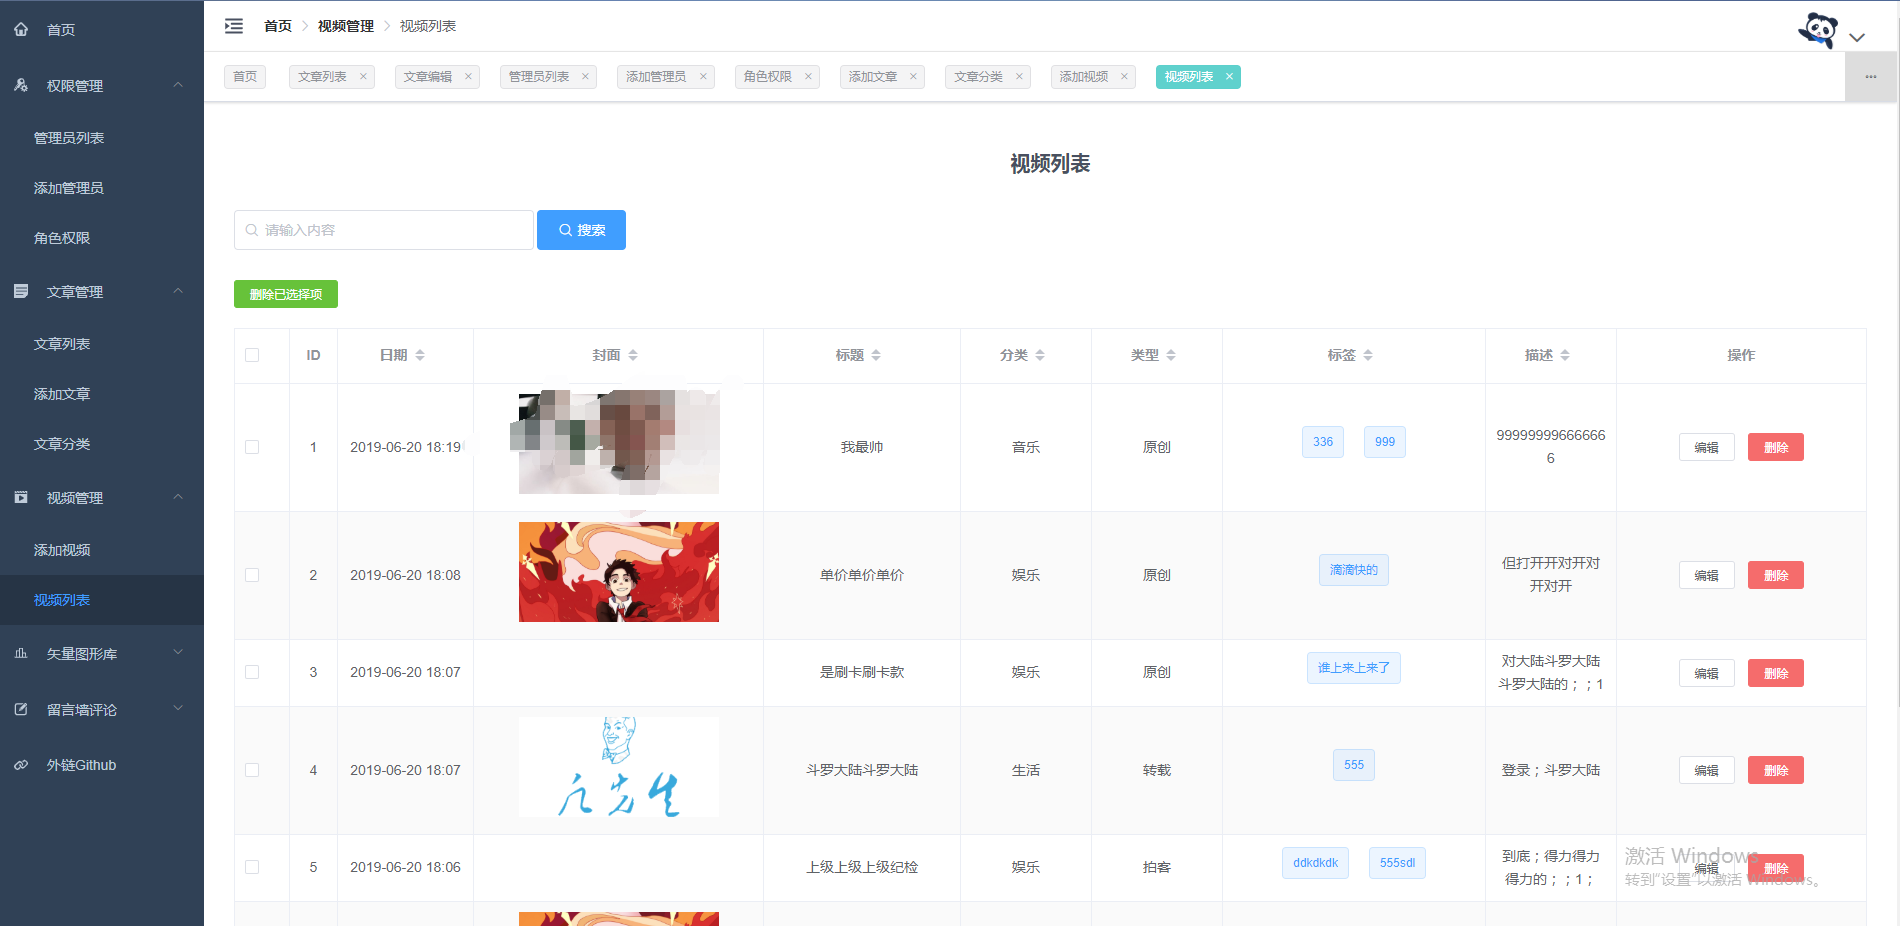 首页
权限管理
管理员列表
添加管理员
角色权限
文章管理
文章列表
添加文章
文章分类
视频管理
添加视频
视频列表
矢量图形库
留言墙评论
外链Github
首页 视频管理 视频列表
首页 文章列表 文章编辑 管理员列表 添加管理员 角色权限 添加文章 文章分类 添加视频 视频列表
视频列表
请输入内容 搜索
删除已选择项
ID 日期 封面 标题 分类 类型 标签 描述 操作
1 2019-06-20 18:19 我最帅 音乐 原创 336 999 99999999666666
6 编辑 删除
2 2019-06-20 18:08 单价单价单价 娱乐 原创 滴滴快的 但打开开对开对
开对开 编辑 删除
3 2019-06-20 18:07 是刷卡刷卡款 娱乐 原创 谁上来上来了 对大陆斗罗大陆
斗罗大陆的；；1 编辑 删除
4 2019-06-20 18:07 斗罗大陆斗罗大陆 生活 转载 555 登录；斗罗大陆 编辑 删除
5 2019-06-20 18:06 上级上级上级纪检 娱乐 拍客 ddkdkdk 555sdl 到底；得力得力
得力的；；1； 编辑 删除
激活 Windows
转到"设置"以激活 Windows。